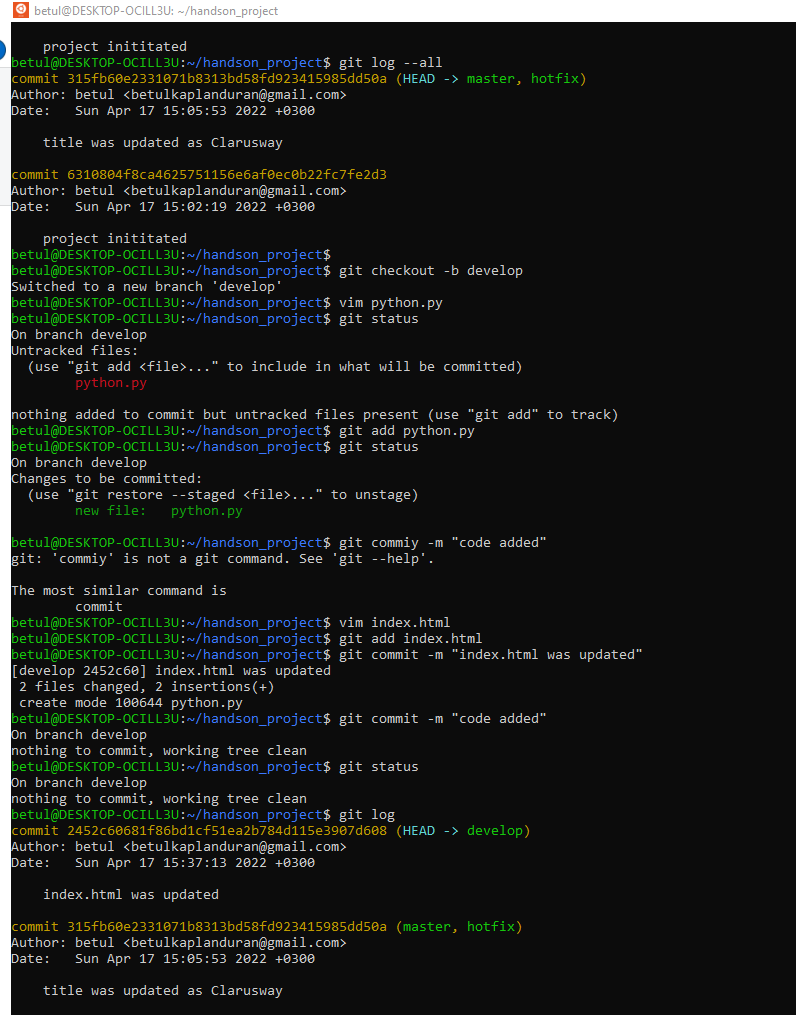 betul@DESKTOP-OCILL3U: ~/handson_project
project inititated
betul@DESKTOP-OCILL3U:~/handson_project$ git log --all
commit 315fb60e2331071b8313bd58fd923415985dd50a (HEAD -> master, hotfix)
Author: betul <betulkaplanduran@gmail.com>
Date:   Sun Apr 17 15:05:53 2022 +0300
title was updated as Clarusway
commit 6310804f8ca4625751156e6af0ec0b22fc7fe2d3
Author: betul <betulkaplanduran@gmail.com>
Date:   Sun Apr 17 15:02:19 2022 +0300
project inititated
betul@DESKTOP-OCILL3U:~/handson_project$
betul@DESKTOP-OCILL3U:~/handson_project$ git checkout -b develop
Switched to a new branch 'develop'
betul@DESKTOP-OCILL3U:~/handson_project$ vim python.py
betul@DESKTOP-OCILL3U:~/handson_project$ git status
On branch develop
Untracked files:
  (use "git add <file>..." to include in what will be committed)
        python.py
nothing added to commit but untracked files present (use "git add" to track)
betul@DESKTOP-OCILL3U:~/handson_project$ git add python.py
betul@DESKTOP-OCILL3U:~/handson_project$ git status
On branch develop
Changes to be committed:
  (use "git restore --staged <file>..." to unstage)
        new file:   python.py
betul@DESKTOP-OCILL3U:~/handson_project$ git commiy -m "code added"
git: 'commiy' is not a git command. See 'git --help'.
The most similar command is
        commit
betul@DESKTOP-OCILL3U:~/handson_project$ vim index.html
betul@DESKTOP-OCILL3U:~/handson_project$ git add index.html
betul@DESKTOP-OCILL3U:~/handson_project$ git commit -m "index.html was updated"
[develop 2452c60] index.html was updated
 2 files changed, 2 insertions(+)
 create mode 100644 python.py
betul@DESKTOP-OCILL3U:~/handson_project$ git commit -m "code added"
On branch develop
nothing to commit, working tree clean
betul@DESKTOP-OCILL3U:~/handson_project$ git status
On branch develop
nothing to commit, working tree clean
betul@DESKTOP-OCILL3U:~/handson_project$ git log
commit 2452c60681f86bd1cf51ea2b784d115e3907d608 (HEAD -> develop)
Author: betul <betulkaplanduran@gmail.com>
Date:   Sun Apr 17 15:37:13 2022 +0300
index.html was updated
commit 315fb60e2331071b8313bd58fd923415985dd50a (master, hotfix)
Author: betul <betulkaplanduran@gmail.com>
Date:   Sun Apr 17 15:05:53 2022 +0300
title was updated as Clarusway